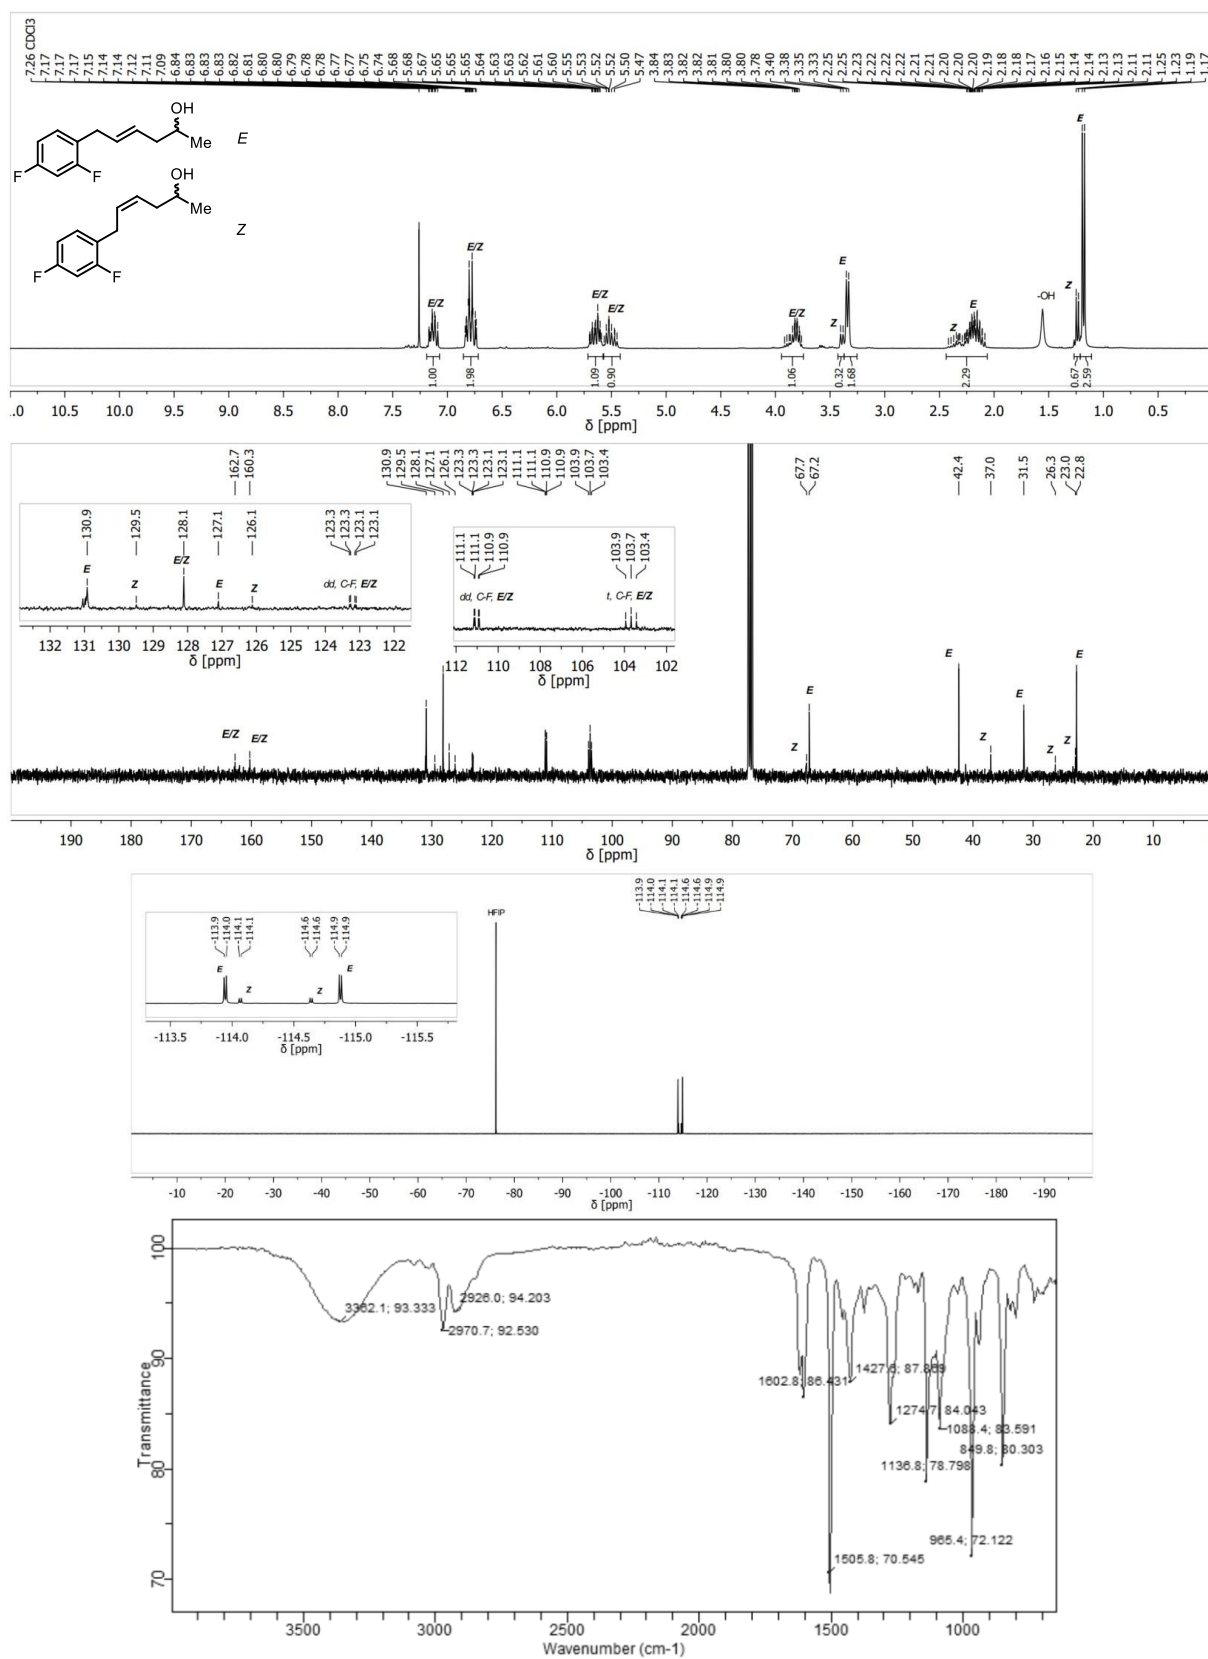 7.26 CDCl3
7.17
7.17
7.17
7.17
7.15
7.14
7.14
7.12
7.11
7.09
6.84
6.83
6.83
6.83
6.82
6.81
6.80
6.80
6.79
6.78
6.78
6.78
6.77
6.77
6.75
6.74
5.68
5.68
5.67
5.65
5.65
5.65
5.64
5.63
5.63
5.62
5.61
5.60
5.55
5.53
5.52
5.52
5.50
5.47
3.84
3.83
3.82
3.82
3.81
3.80
3.80
3.78
3.40
3.38
3.35
3.33
2.25
2.25
2.23
2.22
2.22
2.22
2.21
2.21
2.20
2.20
2.20
2.19
2.18
2.18
2.17
2.16
2.15
2.14
2.14
2.13
2.13
2.11
2.11
1.25
1.23
1.19
1.17
OH
Me
F
F
E
OH
Me
F
F
Z
E/Z
E/Z
E/Z
E/Z
E/Z
Z
E
Z
E
-OH
Z
E
1.00
1.98
1.09
0.90
1.06
0.32
1.68
2.29
0.67
2.59
.0 10.5 10.0 9.5 9.0 8.5 8.0 7.5 7.0 6.5 6.0 5.5 5.0 4.5 4.0 3.5 3.0 2.5 2.0 1.5 1.0 0.5
δ [ppm]
162.7
160.3
130.9
129.5
128.1
127.1
126.1
123.3
123.3
123.1
123.1
111.1
111.1
110.9
110.9
103.9
103.7
103.4
67.7
67.2
42.4
37.0
31.5
26.3
23.0
22.8
130.9
129.5
128.1
127.1
126.1
123.3
123.3
123.1
123.1
E
Z
E/Z
E
Z
dd, C-F, E/Z
132 131 130 129 128 127 126 125 124 123 122
δ [ppm]
111.1
111.1
110.9
110.9
103.9
103.7
103.4
dd, C-F, E/Z
t, C-F, E/Z
112 110 108 106 104 102
δ [ppm]
E/Z
E/Z
Z
E
E
Z
E
Z
Z
E
190 180 170 160 150 140 130 120 110 100 90 80 70 60 50 40 30 20 10
δ [ppm]
-113.9
-114.0
-114.1
-114.1
-114.6
-114.6
-114.9
-114.9
HFIP
-113.9
-114.0
-114.1
-114.1
-114.6
-114.6
-114.9
-114.9
E
Z
Z
E
-113.5 -114.0 -114.5 -115.0 -115.5
δ [ppm]
-10 -20 -30 -40 -50 -60 -70 -80 -90 -100 -110 -120 -130 -140 -150 -160 -170 -180 -190
δ [ppm]
100
90
80
70
Transmittance
3362.1; 93.333
2926.0; 94.203
2970.7; 92.530
1602.8; 86.431
1427.6; 87.869
1274.7; 84.043
1088.4; 83.591
849.8; 80.303
1136.8; 78.798
965.4; 72.122
1505.8; 70.545
3500 3000 2500 2000 1500 1000
Wavenumber (cm-1)